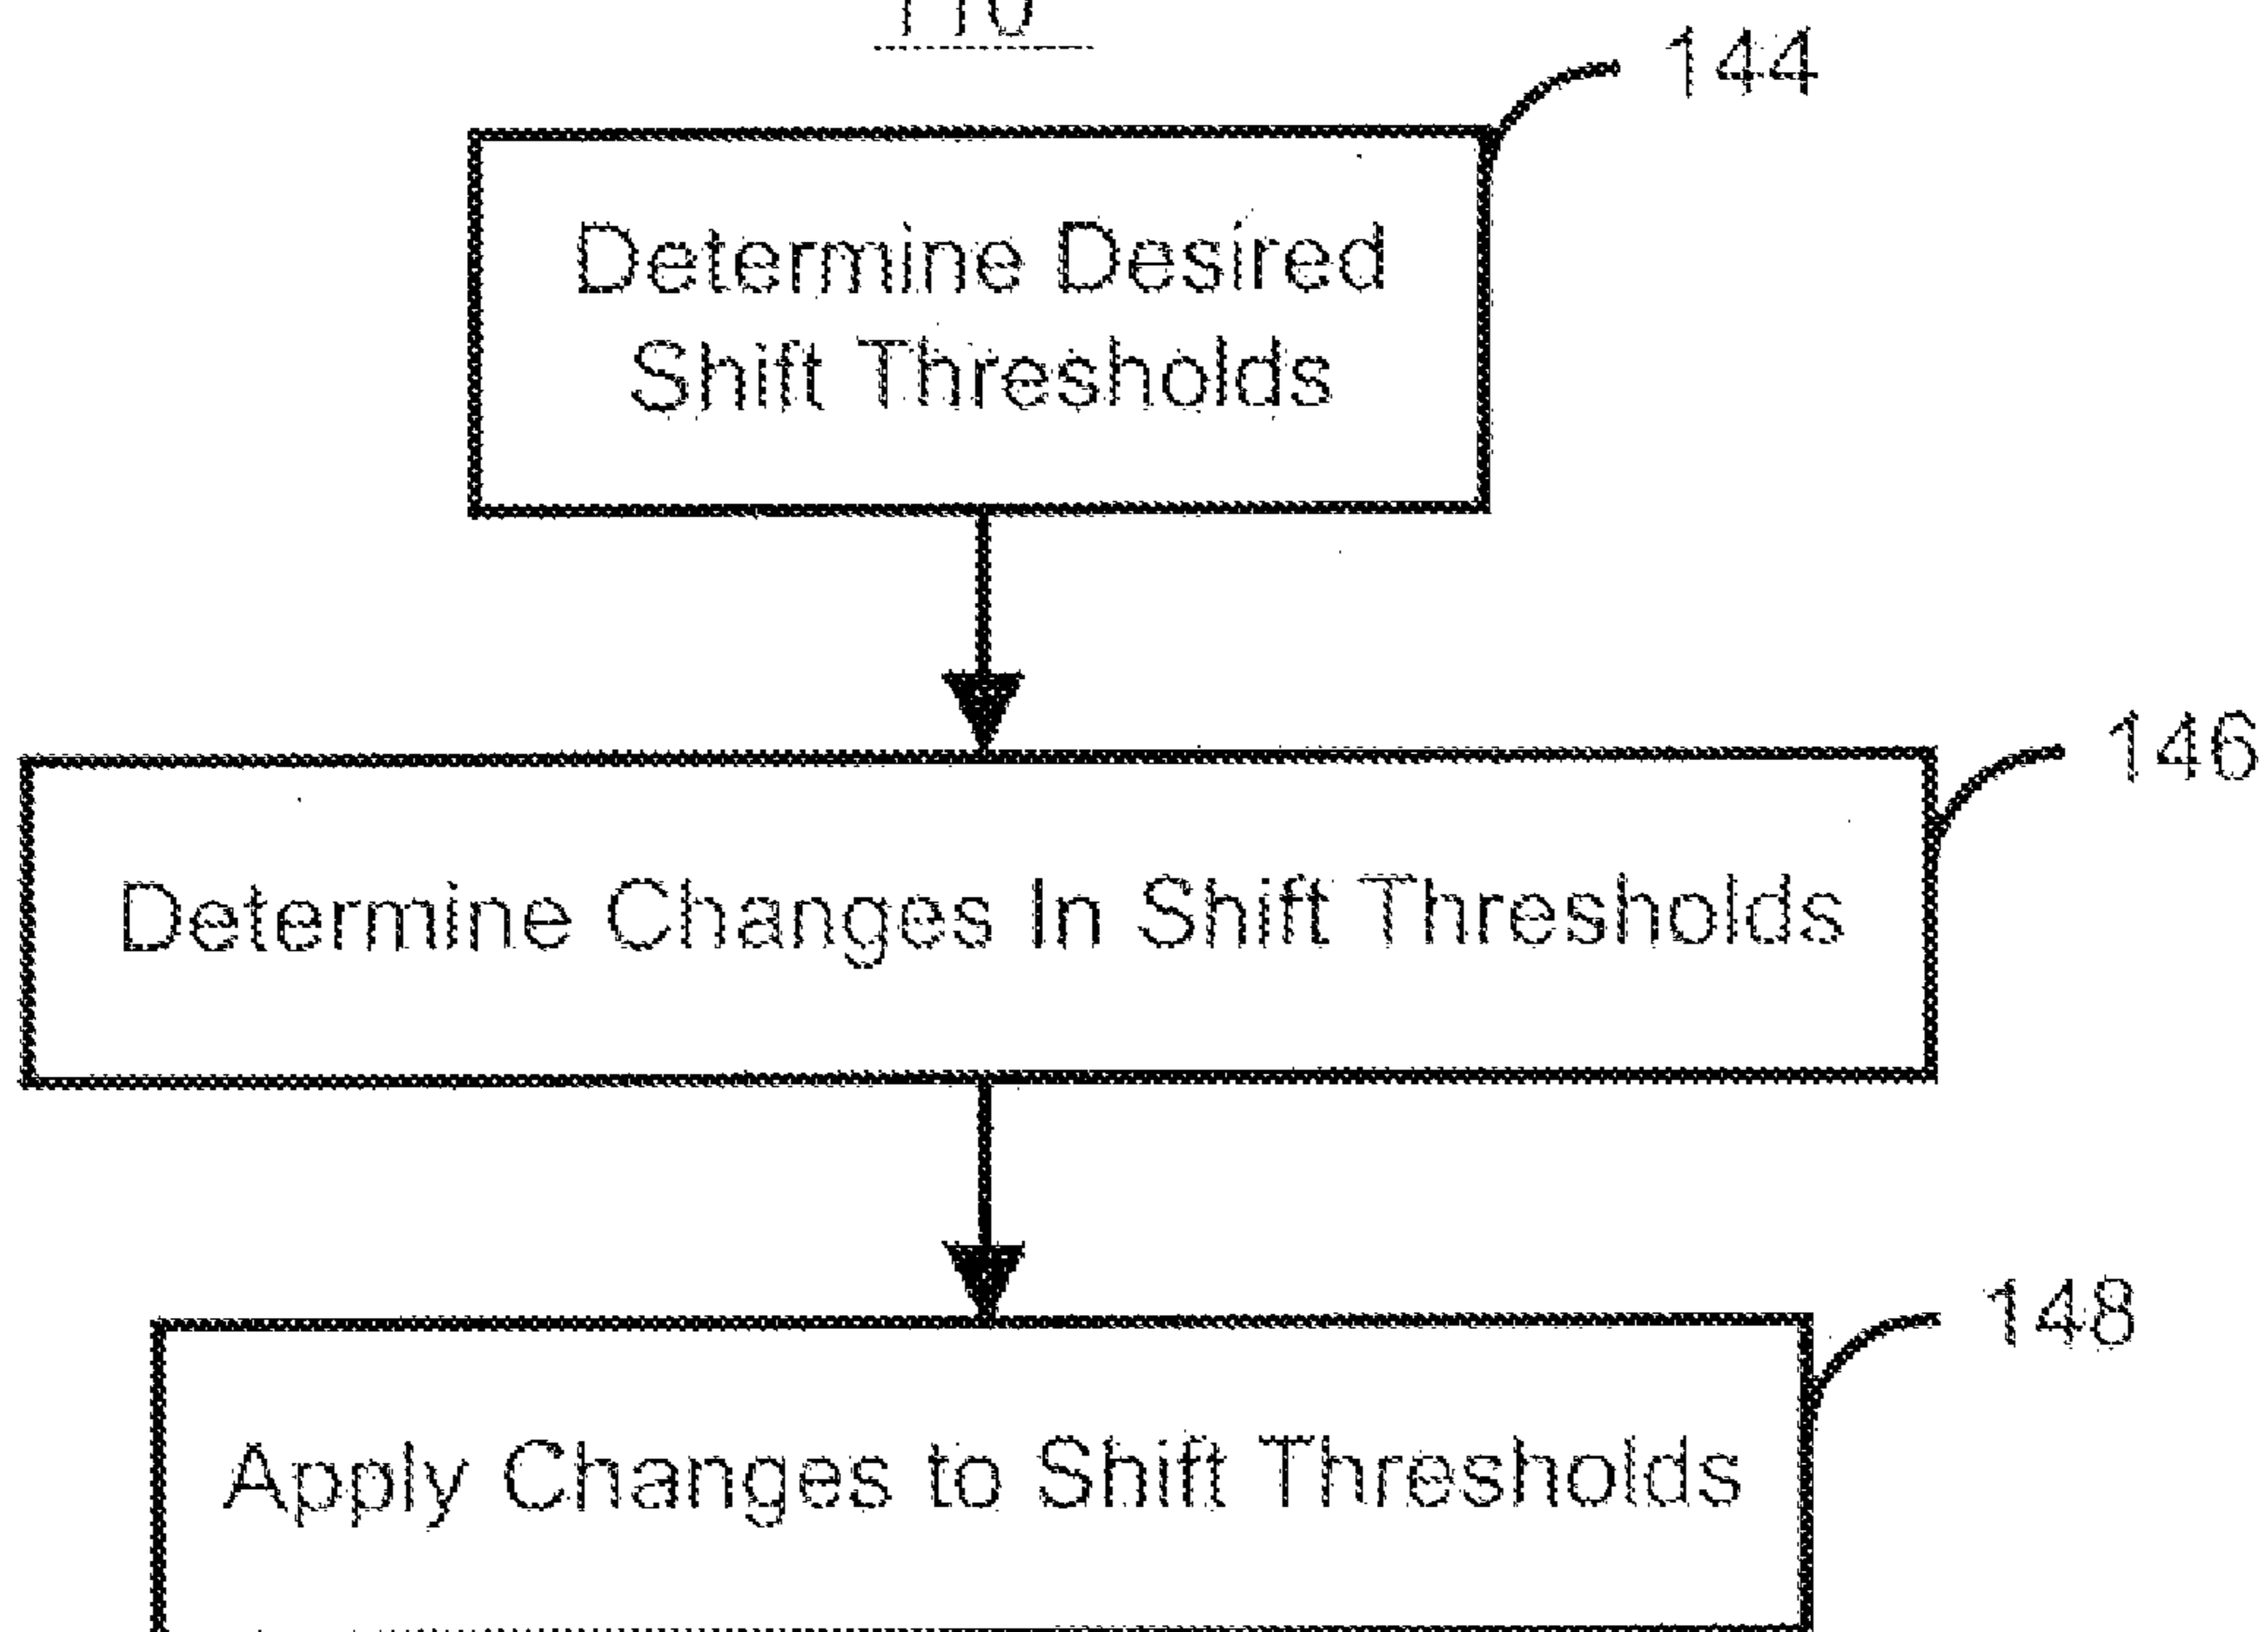 144
Determine Desired
Shift Thresholds
146
Determine Changes In Shift Thresholds
148
Apply Changes to Shift Thresholds